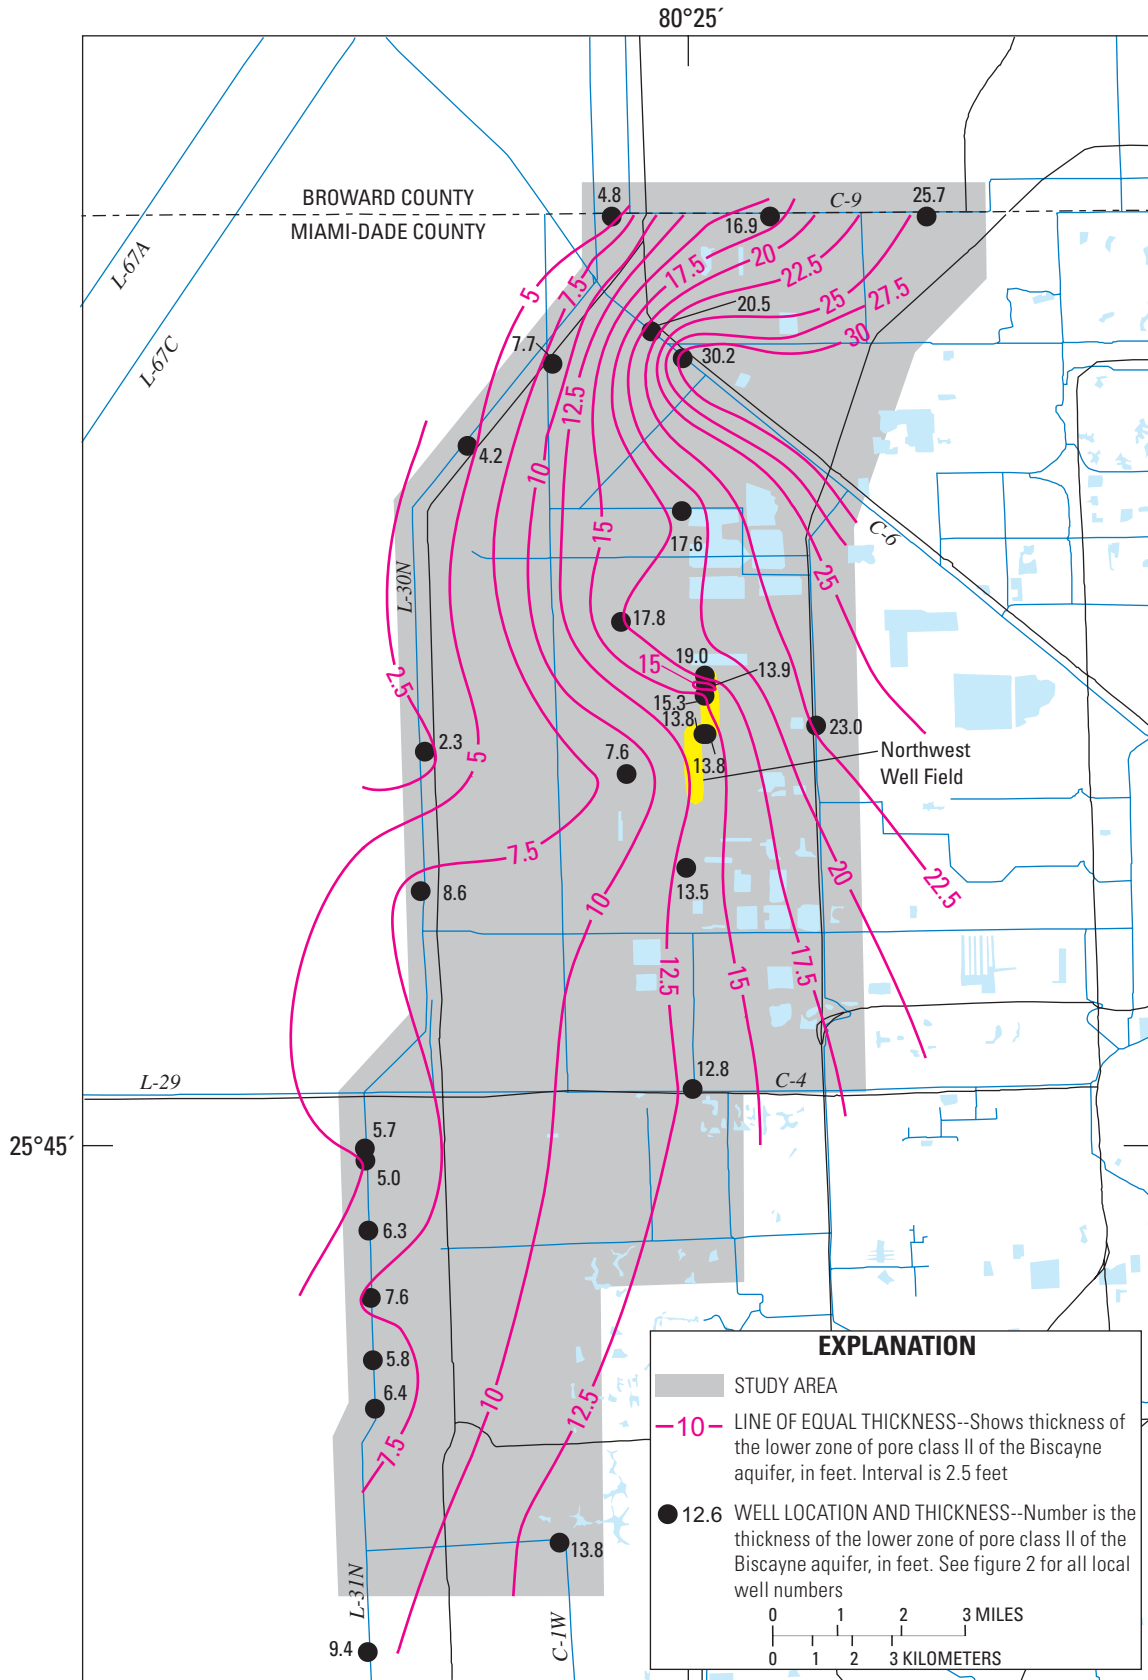 80°25´
BROWARD COUNTY
MIAMI-DADE COUNTY
4.8
16.9
C-9
25.7
L-67A
L-67C
5
7.5
17.5
20
22.5
25
27.5
30
20.5
7.7
30.2
12.5
4.2
10
15
17.6
C-6
25
L-30N
17.8
2.5
19.0
15
13.9
15.3
13.8
13.8
23.0
2.3
5
7.6
Northwest
Well Field
7.5
8.6
13.5
10
20
22.5
12.5
15
17.5
L-29
12.8
C-4
25°45´
5.7
5.0
6.3
7.6
5.8
6.4
7.5
10
12.5
13.8
L-31N
C-1W
9.4
EXPLANATION
STUDY AREA
10 LINE OF EQUAL THICKNESS--Shows thickness of
the lower zone of pore class II of the Biscayne
aquifer, in feet. Interval is 2.5 feet
12.6 WELL LOCATION AND THICKNESS--Number is the
thickness of the lower zone of pore class II of the
Biscayne aquifer, in feet. See figure 2 for all local
well numbers
0 1 2 3 MILES
0 1 2 3 KILOMETERS